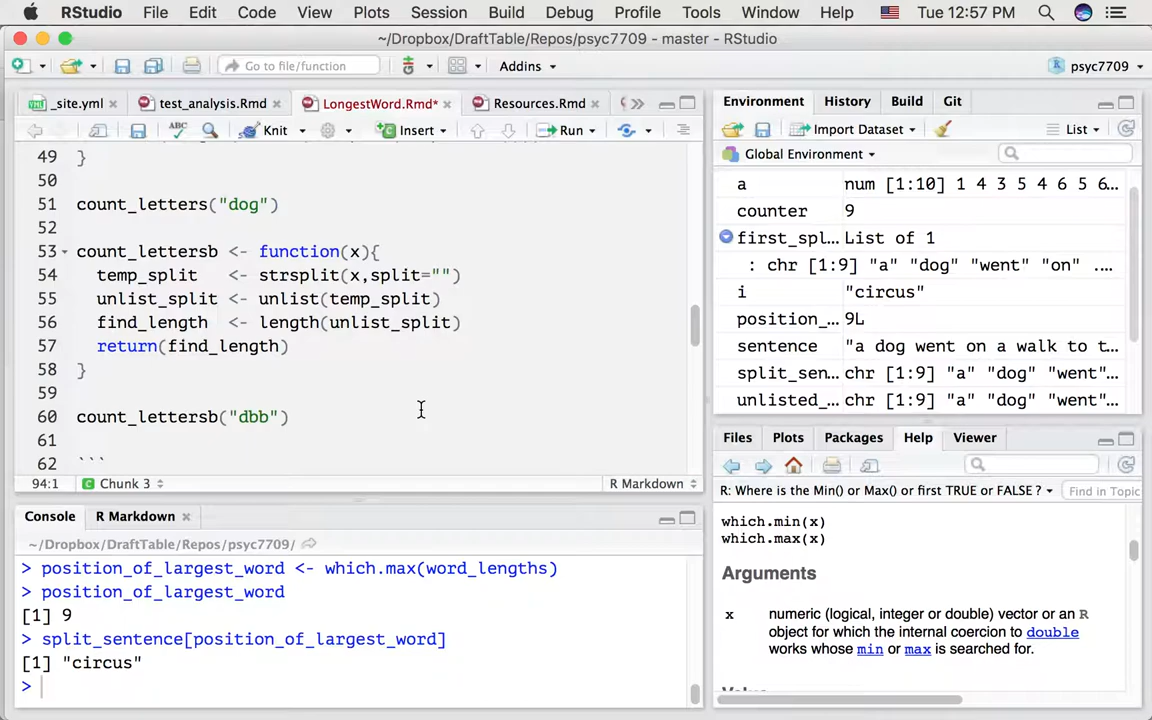 RStudio File Edit Code View Plots Session Build Debug Profile Tools Window Help Tue 12:57 PM
~/Dropbox/DraftTable/Repos/psyc7709 - master - RStudio
Go to file/function Addins psyc7709
_site.yml test_analysis.Rmd LongestWord.Rmd* Resources.Rmd
ABC Knit Insert Run
49 }
50
51 count_letters("dog")
52
53 count_lettersb <- function(x){
54 temp_split <- strsplit(x,split="")
55 unlist_split <- unlist(temp_split)
56 find_length <- length(unlist_split)
57 return(find_length)
58 }
59
60 count_lettersb("dbb")
61
62 ```
94:1 C Chunk 3 R Markdown
Console R Markdown
~/Dropbox/DraftTable/Repos/psyc7709/
> position_of_largest_word <- which.max(word_lengths)
> position_of_largest_word
[1] 9
> split_sentence[position_of_largest_word]
[1] "circus"
>
Environment History Build Git
Import Dataset List
Global Environment
a num [1:10] 1 4 3 5 4 6 5 6…
counter 9
first_spl… List of 1
: chr [1:9] "a" "dog" "went" "on" ....
i "circus"
position_… 9L
sentence "a dog went on a walk to t…
split_sen… chr [1:9] "a" "dog" "went"…
unlisted_… chr [1:9] "a" "dog" "went"…
Files Plots Packages Help Viewer
R: Where is the Min() or Max() or first TRUE or FALSE ? Find in Topic
which.min(x)
which.max(x)
Arguments
x numeric (logical, integer or double) vector or an R
object for which the internal coercion to double
works whose min or max is searched for.